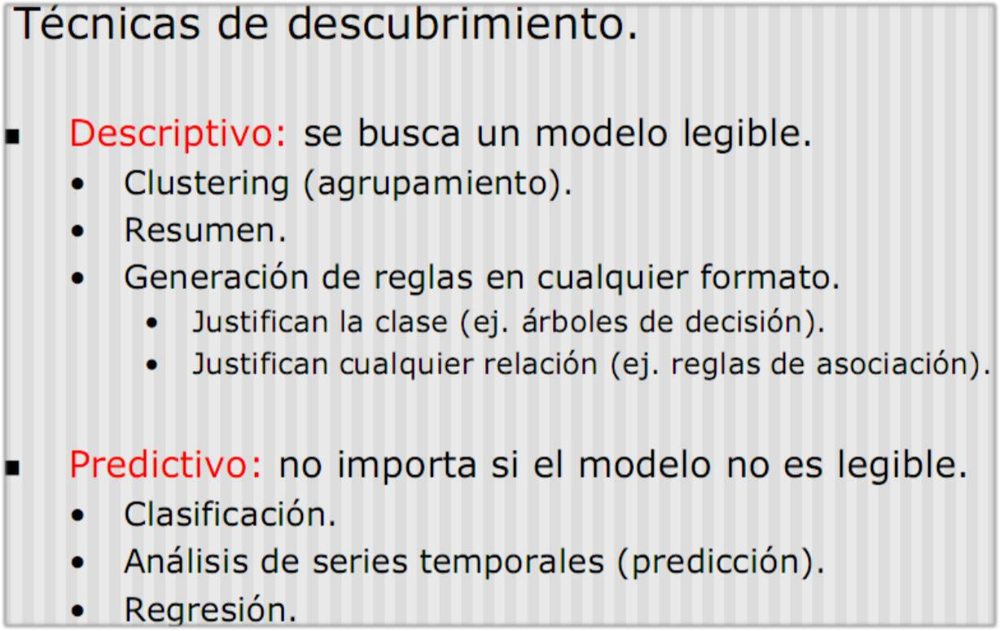 Técnicas de descubrimiento.
▪ Descriptivo: se busca un modelo legible.
• Clustering (agrupamiento).
• Resumen.
• Generación de reglas en cualquier formato.
• Justifican la clase (ej. árboles de decisión).
• Justifican cualquier relación (ej. reglas de asociación).
▪ Predictivo: no importa si el modelo no es legible.
• Clasificación.
• Análisis de series temporales (predicción).
• Regresión.